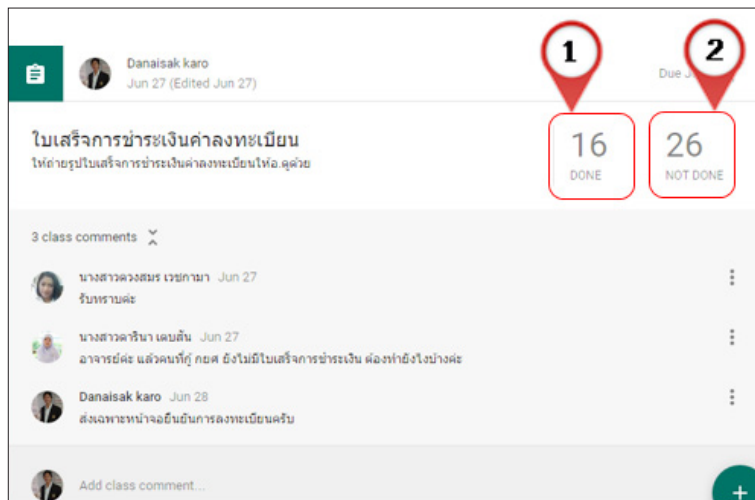 Danaisak karo
Jun 27 (Edited Jun 27)
1
2
Due J
ใบเสร็จการชำระเงินค่าลงทะเบียน
ให้ถ่ายรูปใบเสร็จการชำระเงินค่าลงทะเบียนให้อ.ดูด้วย
16
DONE
26
NOT DONE
3 class comments
นางสาวดวงสมร เวชกามา Jun 27
รับทราบค่ะ
นางสาวดารีนา เดบสัน Jun 27
อาจารย์ค่ะ แล้วคนที่กู้ กยศ ยังไม่มีใบเสร็จการชำระเงิน ต้องทำยังไงบ้างค่ะ
Danaisak karo Jun 28
ส่งเฉพาะหน้าจอยืนยันการลงทะเบียนครับ
Add class comment...